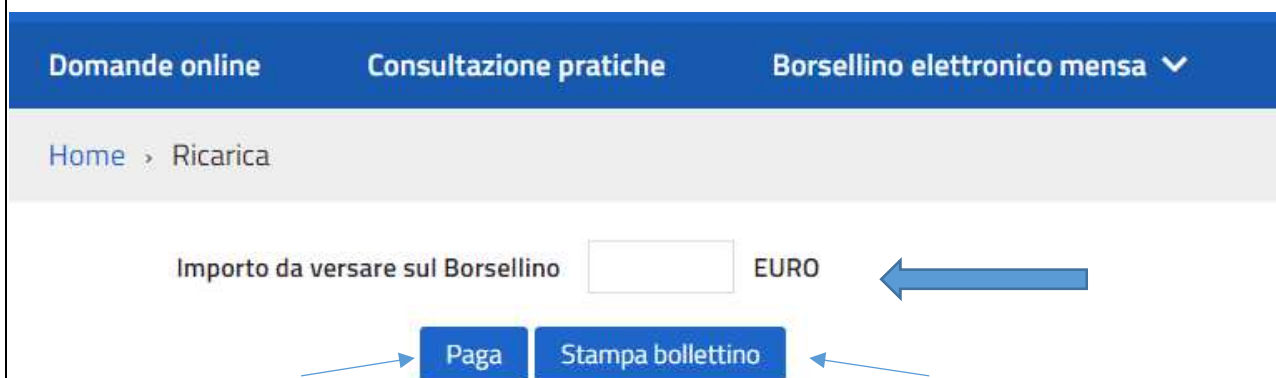 Domande online Consultazione pratiche Borsellino elettronico mensa
Home › Ricarica
Importo da versare sul Borsellino EURO
Paga Stampa bollettino